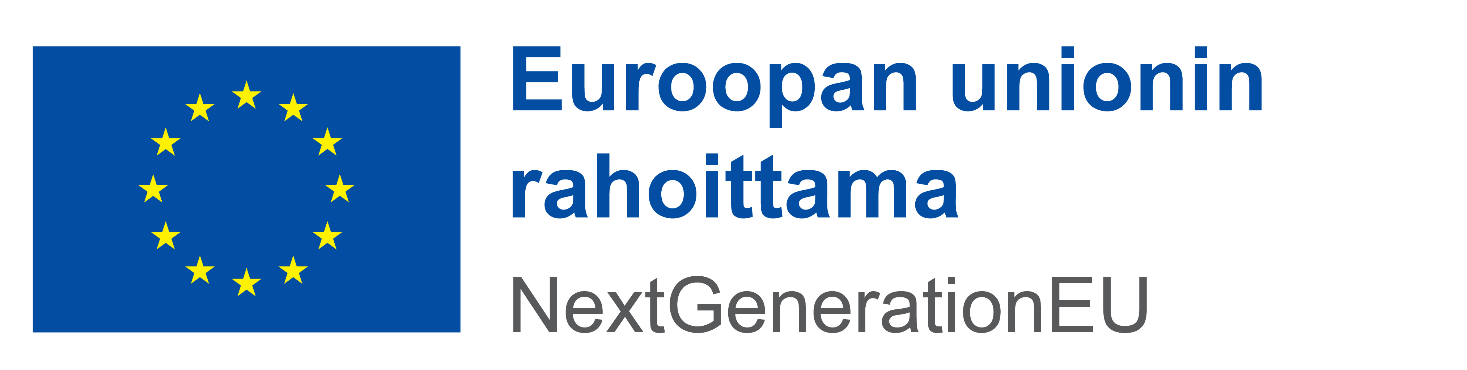 Euroopan unionin
rahoittama
NextGenerationEU